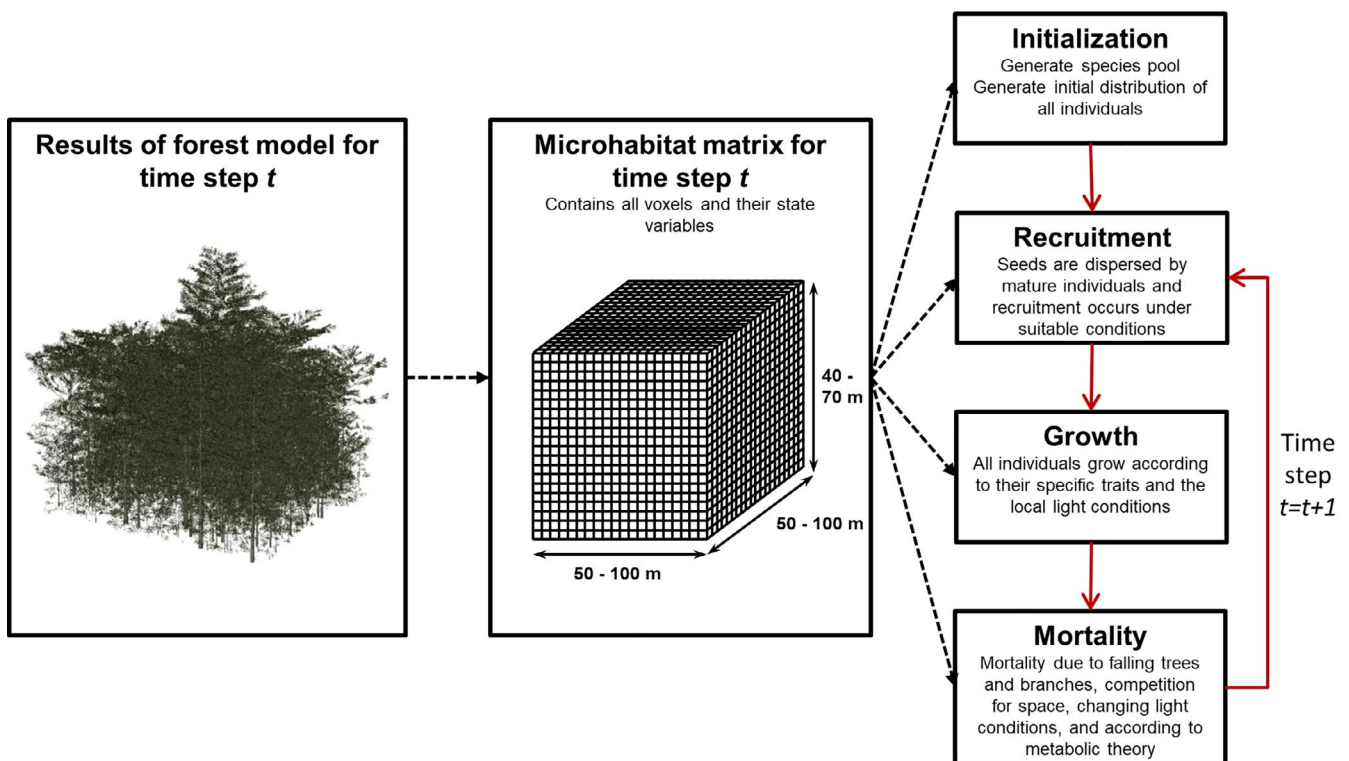 Results of forest model for
time step t
Microhabitat matrix for
time step t
Contains all voxels and their state
variables
40 -
70 m
50 - 100 m
50 - 100 m
Initialization
Generate species pool
Generate initial distribution of
all individuals
Recruitment
Seeds are dispersed by
mature individuals and
recruitment occurs under
suitable conditions
Growth
All individuals grow according
to their specific traits and the
local light conditions
Mortality
Mortality due to falling trees
and branches, competition
for space, changing light
conditions, and according to
metabolic theory
Time
step
t=t+1